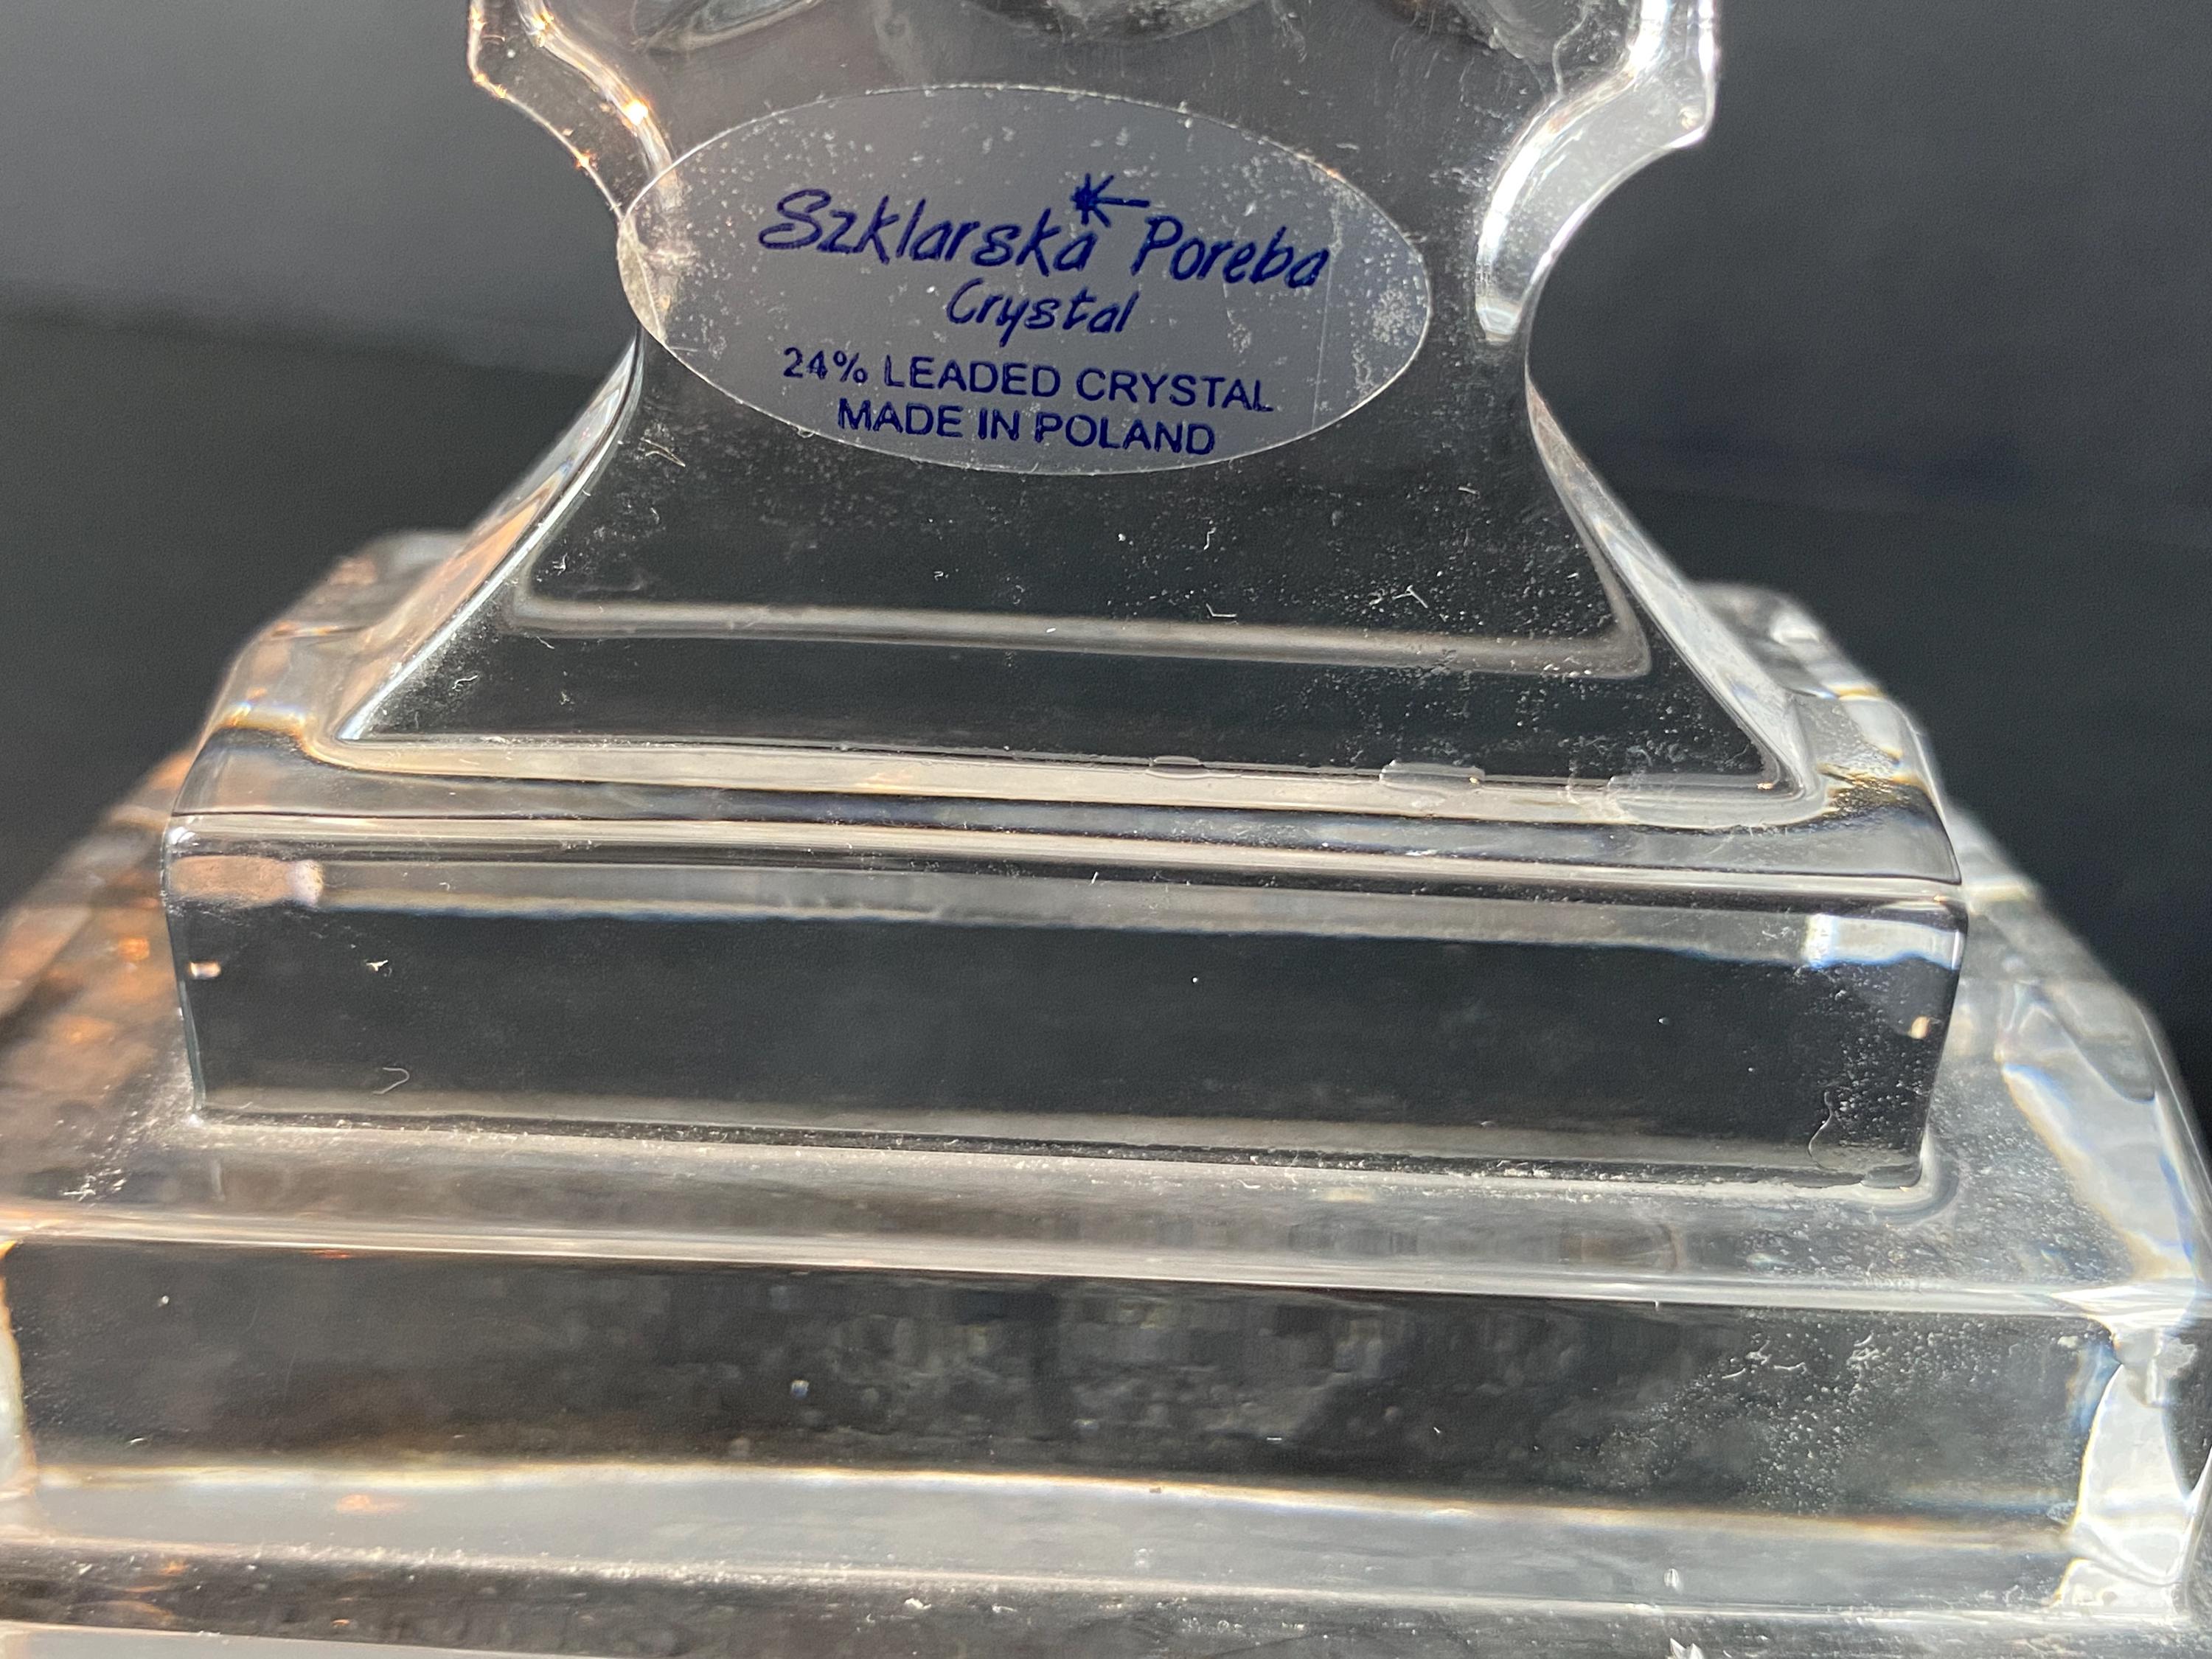 Szklarska Poreba
Crystal
24% LEADED CRYSTAL
MADE IN POLAND